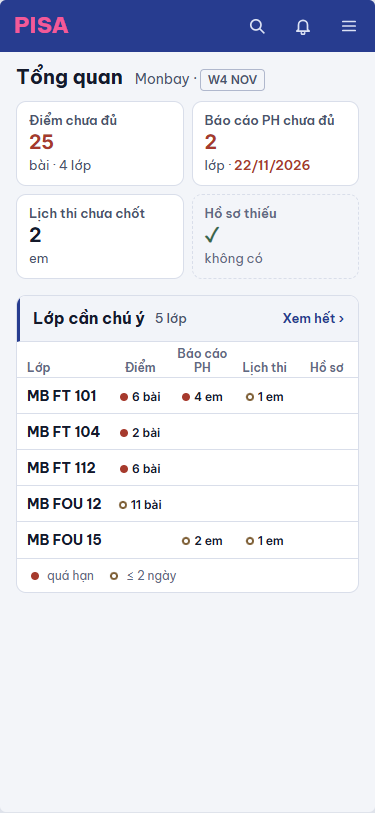 PISA
Tổng quan Monbay · W4 NOV
Điểm chưa đủ
25
bài · 4 lớp
Báo cáo PH chưa đủ
2
lớp · 22/11/2026
Lịch thi chưa chốt
2
em
Hồ sơ thiếu
✓
không có
Lớp cần chú ý 5 lớp Xem hết ›
Lớp Điểm Báo cáo PH Lịch thi Hồ sơ
MB FT 101 6 bài 4 em 1 em
MB FT 104 2 bài
MB FT 112 6 bài
MB FOU 12 11 bài
MB FOU 15 2 em 1 em
quá hạn ≤ 2 ngày